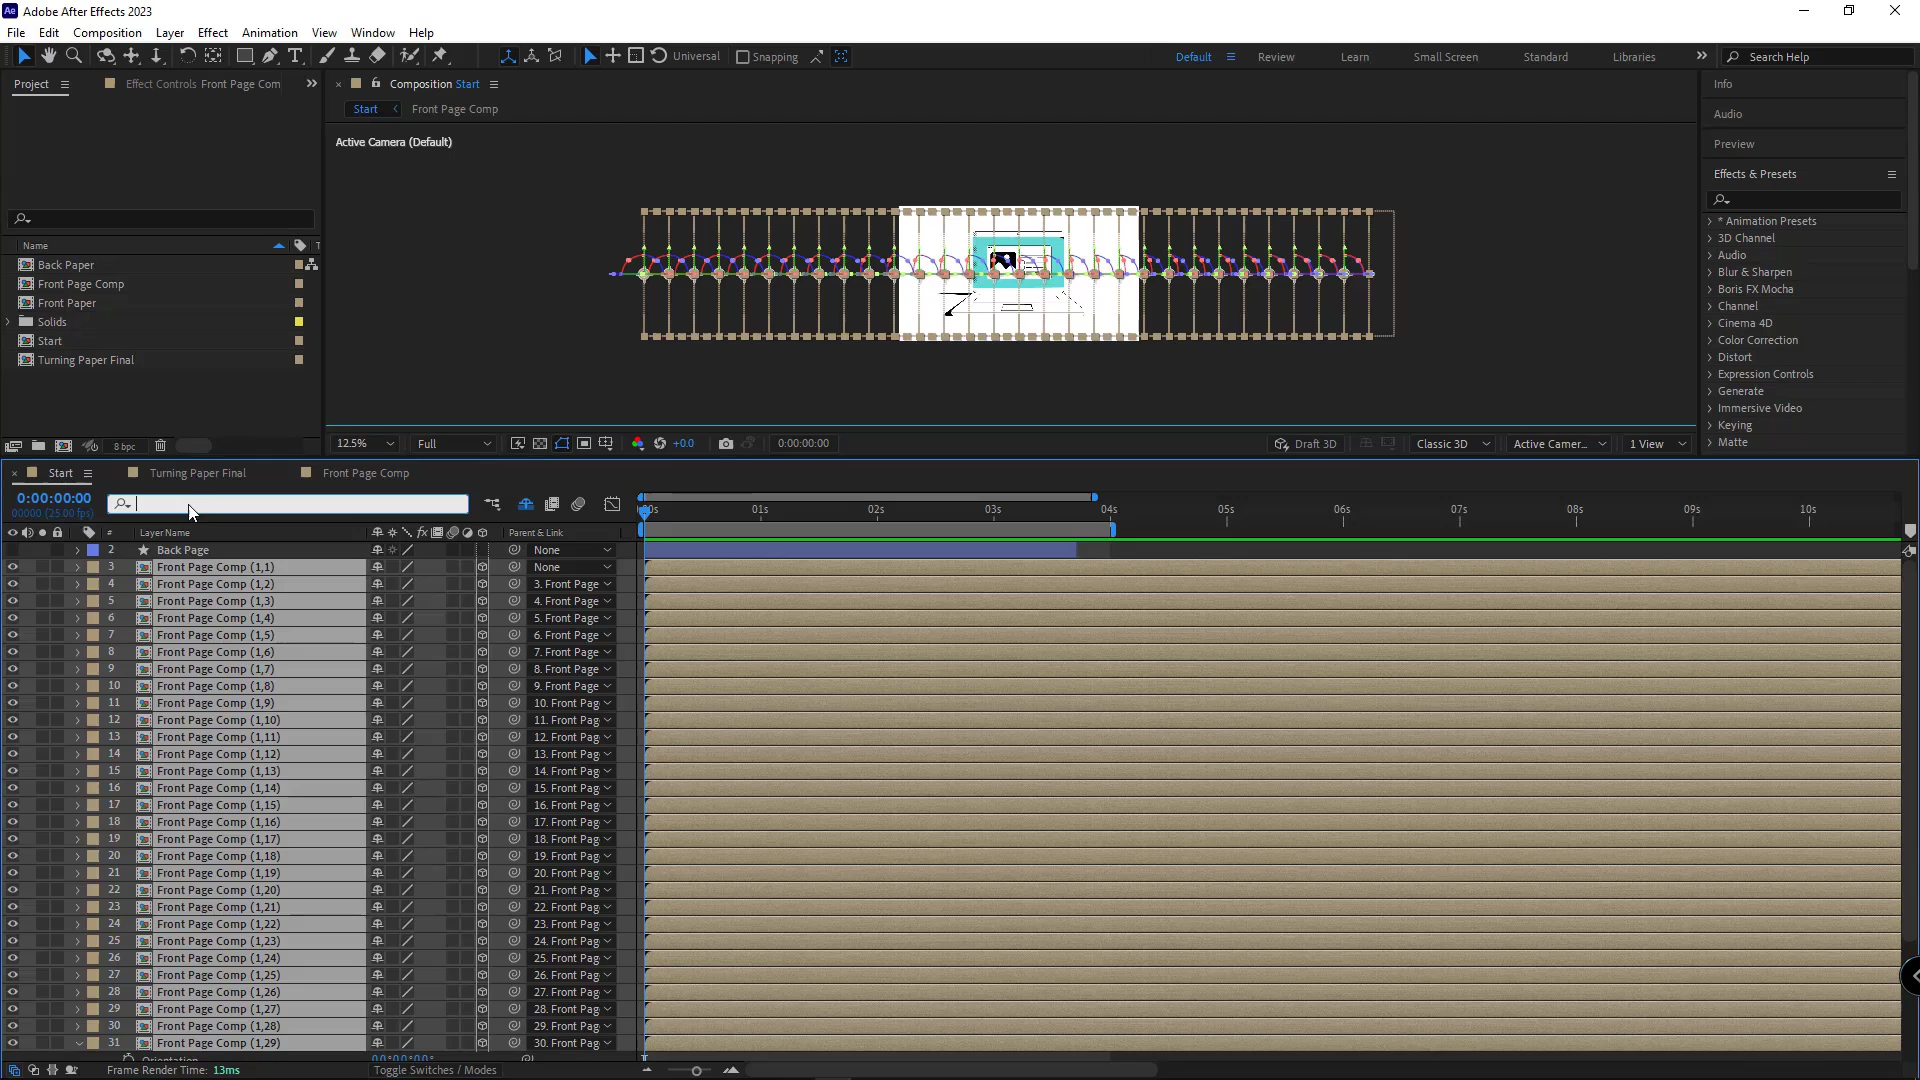 Adobe After Effects 2023
File Edit Composition Layer Effect Animation View Window Help
Universal Snapping Default Review Learn Small Screen Standard Libraries Search Help
Project Effect Controls Front Page Com
Composition Start
Start Front Page Comp
Active Camera (Default)
Name
Back Paper
Front Page Comp
Front Paper
Solids
Start
Turning Paper Final
8 bpc
12.5% Full +0.0 0:00:00:00 Draft 3D Classic 3D Active Camer... 1 View
Info
Audio
Preview
Effects & Presets
* Animation Presets
3D Channel
Audio
Blur & Sharpen
Boris FX Mocha
Channel
Cinema 4D
Color Correction
Distort
Expression Controls
Generate
Immersive Video
Keying
Matte
Start Turning Paper Final Front Page Comp
0:00:00:00
00000 (25.00 fps)
00s 01s 02s 03s 04s 05s 06s 07s 08s 09s 10s
# Layer Name Parent & Link
2 Back Page None
3 Front Page Comp (1,1) None
4 Front Page Comp (1,2) 3. Front Page
5 Front Page Comp (1,3) 4. Front Page
6 Front Page Comp (1,4) 5. Front Page
7 Front Page Comp (1,5) 6. Front Page
8 Front Page Comp (1,6) 7. Front Page
9 Front Page Comp (1,7) 8. Front Page
10 Front Page Comp (1,8) 9. Front Page
11 Front Page Comp (1,9) 10. Front Pag
12 Front Page Comp (1,10) 11. Front Pag
13 Front Page Comp (1,11) 12. Front Pag
14 Front Page Comp (1,12) 13. Front Pag
15 Front Page Comp (1,13) 14. Front Pag
16 Front Page Comp (1,14) 15. Front Pag
17 Front Page Comp (1,15) 16. Front Pag
18 Front Page Comp (1,16) 17. Front Pag
19 Front Page Comp (1,17) 18. Front Pag
20 Front Page Comp (1,18) 19. Front Pag
21 Front Page Comp (1,19) 20. Front Pag
22 Front Page Comp (1,20) 21. Front Pag
23 Front Page Comp (1,21) 22. Front Pag
24 Front Page Comp (1,22) 23. Front Pag
25 Front Page Comp (1,23) 24. Front Pag
26 Front Page Comp (1,24) 25. Front Pag
27 Front Page Comp (1,25) 26. Front Pag
28 Front Page Comp (1,26) 27. Front Pag
29 Front Page Comp (1,27) 28. Front Pag
30 Front Page Comp (1,28) 29. Front Pag
31 Front Page Comp (1,29) 30. Front Pag
Orientation
Frame Render Time: 13ms Toggle Switches / Modes